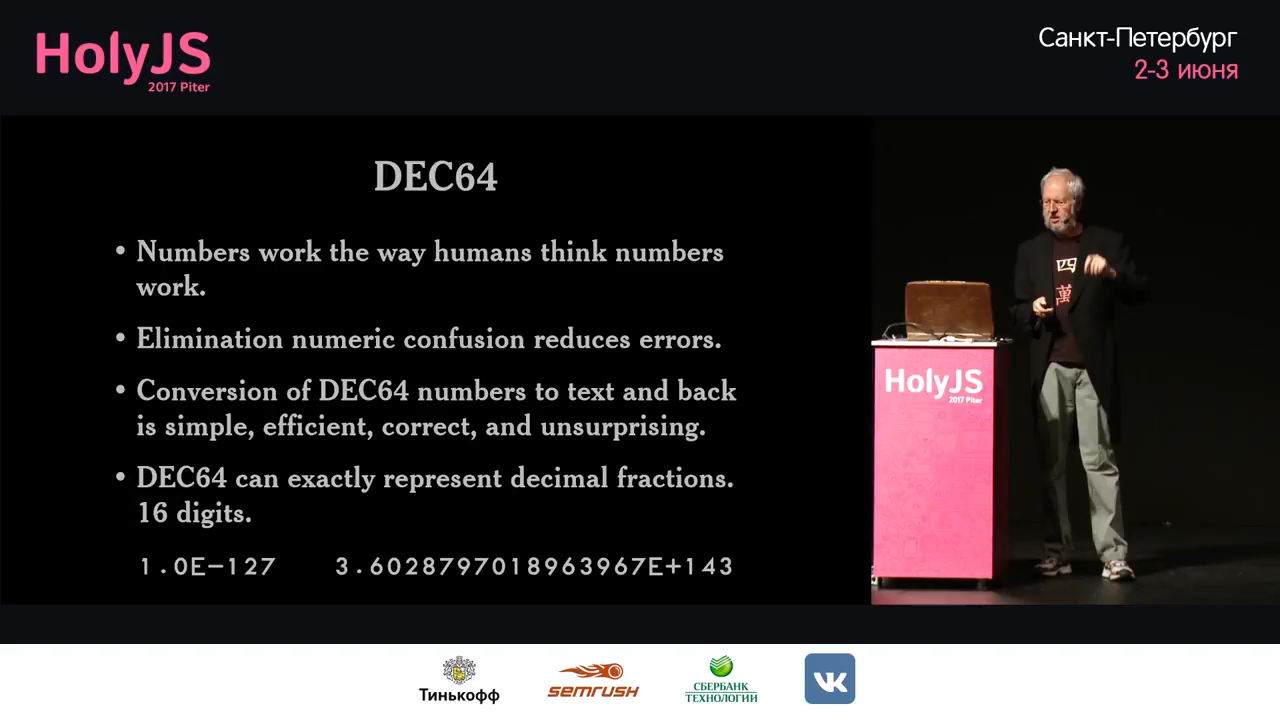 HolyJS
2017 Piter
Санкт-Петербург
2-3 июня
DEC64
• Numbers work the way humans think numbers
work.
• Elimination numeric confusion reduces errors.
• Conversion of DEC64 numbers to text and back
is simple, efficient, correct, and unsurprising.
• DEC64 can exactly represent decimal fractions.
16 digits.
1.0E−127 3.6028797018963967E+143
四
萬
HolyJS
2017 Piter
Тинькофф
semrush
СБЕРБАНК
ТЕХНОЛОГИИ
VK